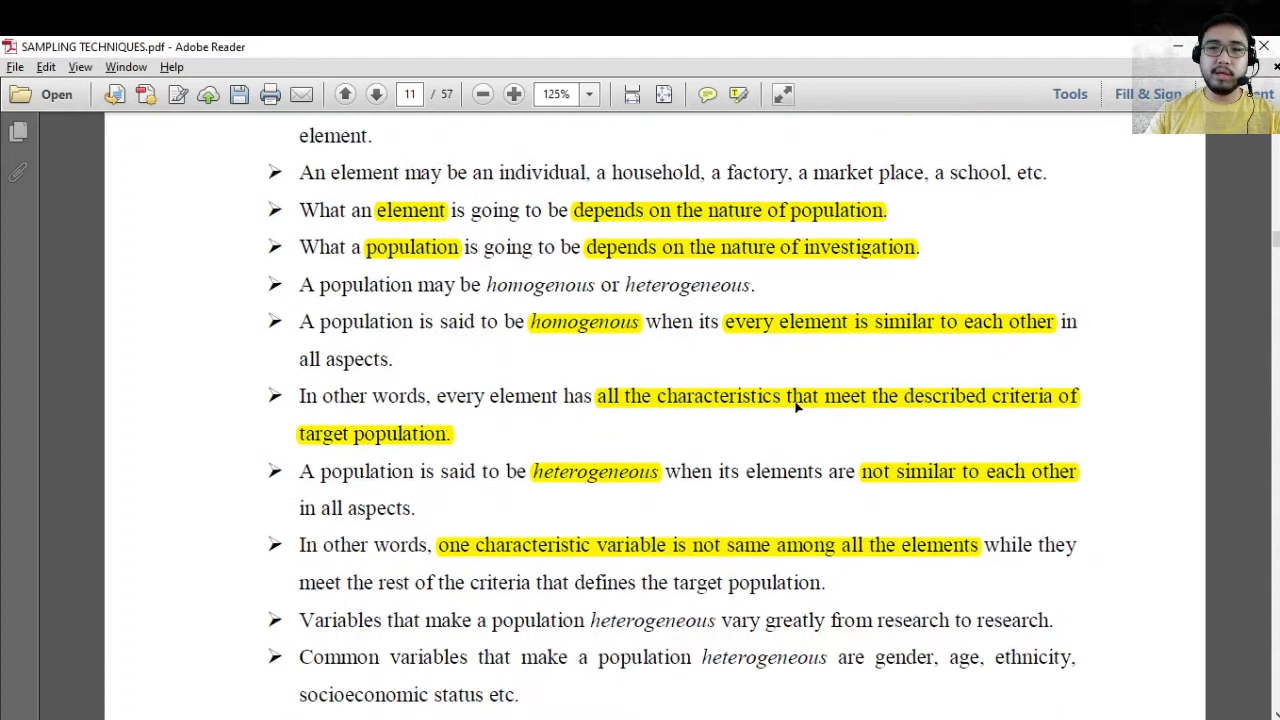 SAMPLING TECHNIQUES.pdf - Adobe Reader
File Edit View Window Help
Open 11 / 57 125% Tools Fill & Sign
element.
➢ An element may be an individual, a household, a factory, a market place, a school, etc.
➢ What an element is going to be depends on the nature of population.
➢ What a population is going to be depends on the nature of investigation.
➢ A population may be homogenous or heterogeneous.
➢ A population is said to be homogenous when its every element is similar to each other in
all aspects.
➢ In other words, every element has all the characteristics that meet the described criteria of
target population.
➢ A population is said to be heterogeneous when its elements are not similar to each other
in all aspects.
➢ In other words, one characteristic variable is not same among all the elements while they
meet the rest of the criteria that defines the target population.
➢ Variables that make a population heterogeneous vary greatly from research to research.
➢ Common variables that make a population heterogeneous are gender, age, ethnicity,
socioeconomic status etc.